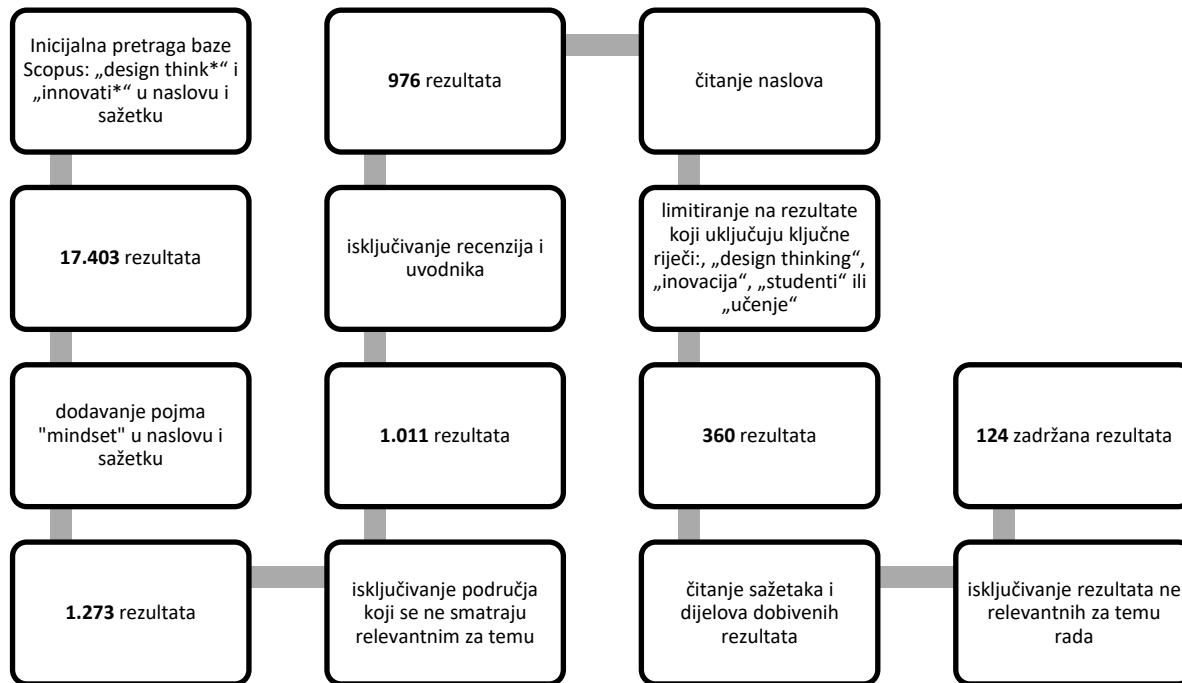 Inicijalna pretraga baze
Scopus: „design think*“ i
„innovati*“ u naslovu i
sažetku
17.403 rezultata
dodavanje pojma
"mindset" u naslovu i
sažetku
1.273 rezultata
isključivanje područja
koji se ne smatraju
relevantnim za temu
1.011 rezultata
isključivanje recenzija i
uvodnika
976 rezultata
čitanje naslova
limitiranje na rezultate
koji uključuju ključne
riječi:, „design thinking“,
„inovacija“, „studenti“ ili
„učenje“
360 rezultata
čitanje sažetaka i
dijelova dobivenih
rezultata
isključivanje rezultata ne
relevantnih za temu
rada
124 zadržana rezultata